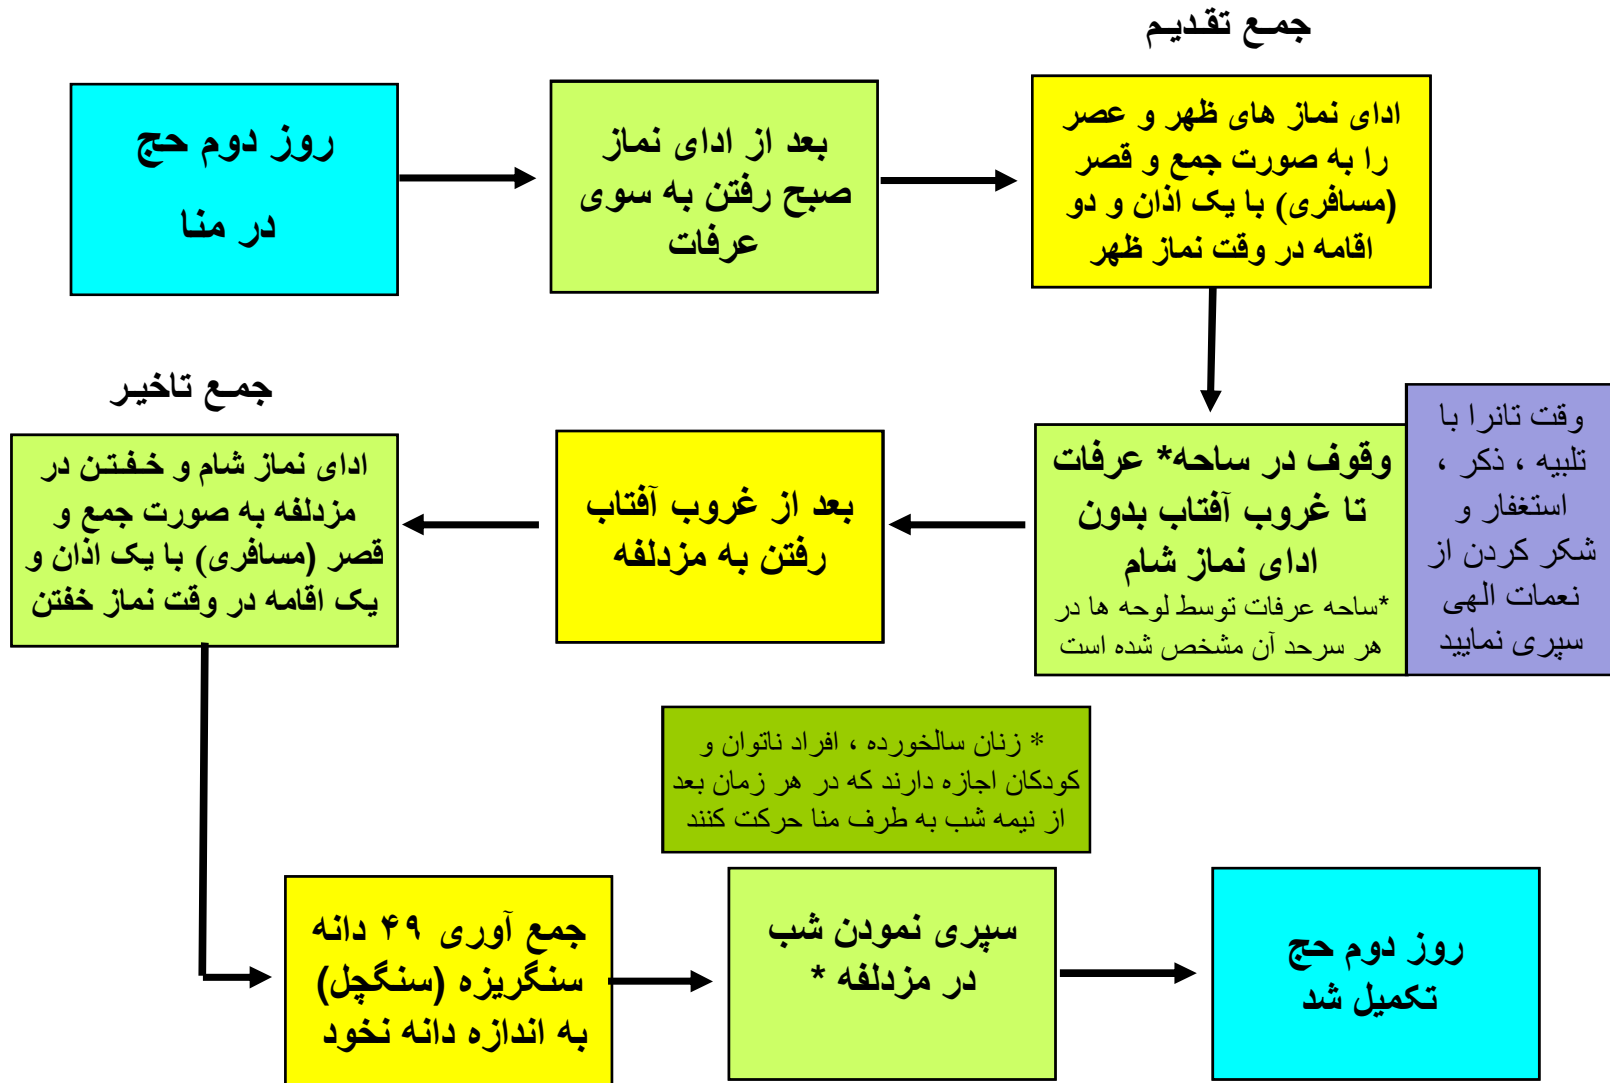 جمع تقدیم
روز دوم حج
در منا
بعد از ادای نماز
صبح رفتن به سوی
عرفات
ادای نماز های ظهر و عصر
را به صورت جمع و قصر
(مسافری) با یک اذان و دو
اقامه در وقت نماز ظهر
وقت تانرا با
تلبیه ، ذکر ،
استغفار و
شکر کردن از
نعمات الهی
سپری نمایید
وقوف در ساحه* عرفات
تا غروب آفتاب بدون
ادای نماز شام
*ساحه عرفات توسط لوحه ها در
هر سرحد آن مشخص شده است
بعد از غروب آفتاب
رفتن به مزدلفه
جمع تاخیر
ادای نماز شام و خفتن در
مزدلفه به صورت جمع و
قصر (مسافری) با یک اذان و
یک اقامه در وقت نماز خفتن
جمع آوری ۴۹ دانه
سنگریزه (سنگچل)
به اندازه دانه نخود
* زنان سالخورده ، افراد ناتوان و
کودکان اجازه دارند که در هر زمان بعد
از نیمه شب به طرف منا حرکت کنند
سپری نمودن شب
در مزدلفه *
روز دوم حج
تکمیل شد